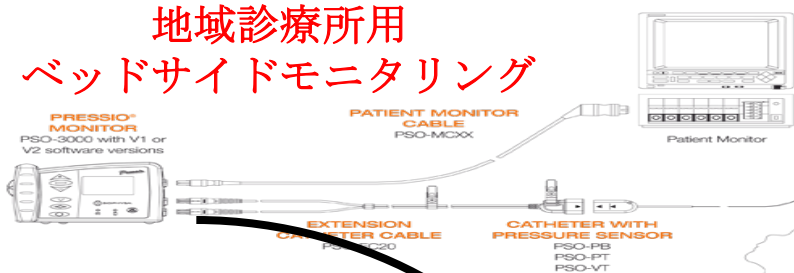 地域診療所用
ベッドサイドモニタリング
PRESSIO®
MONITOR
PSO-3000 with V1 or
V2 software versions
PATIENT MONITOR
CABLE
PSO-MCXX
Patient Monitor
EXTENSION
CATHETER CABLE
CATHETER WITH
PRESSURE SENSOR
PSO-PB
PSO-PT
PSO-VT